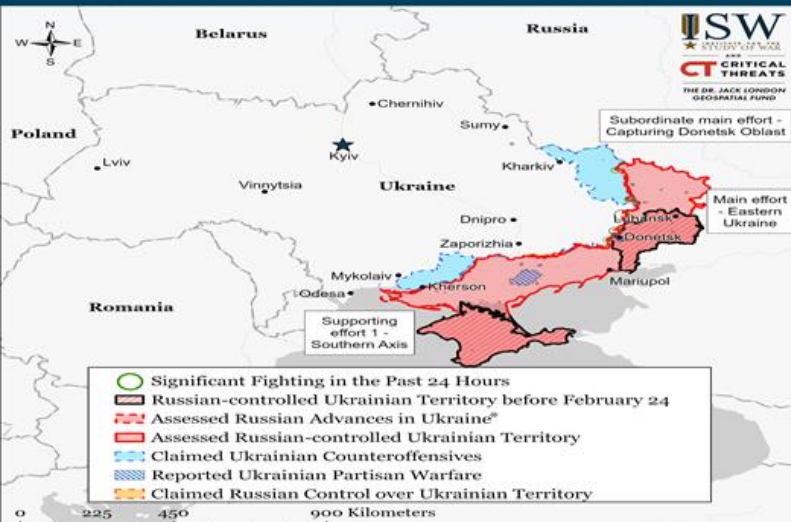 N
W E
S
Belarus
Russia
ISW
INSTITUTE FOR THE
STUDY OF WAR
AND
CT CRITICAL
THREATS
THE DR. JACK LONDON
GEOSPATIAL FUND
Chernihiv
Sumy
Subordinate main effort -
Capturing Donetsk Oblast
Poland
Lviv
Kyiv
Kharkiv
Vinnytsia
Ukraine
Main effort
- Eastern
Ukraine
Luhansk
Dnipro
Donetsk
Zaporizhia
Mykolaiv
Kherson
Mariupol
Odesa
Romania
Supporting
effort 1 -
Southern Axis
Significant Fighting in the Past 24 Hours
Russian-controlled Ukrainian Territory before February 24
Assessed Russian Advances in Ukraine*
Assessed Russian-controlled Ukrainian Territory
Claimed Ukrainian Counteroffensives
Reported Ukrainian Partisan Warfare
Claimed Russian Control over Ukrainian Territory
0 225 450 900 Kilometers